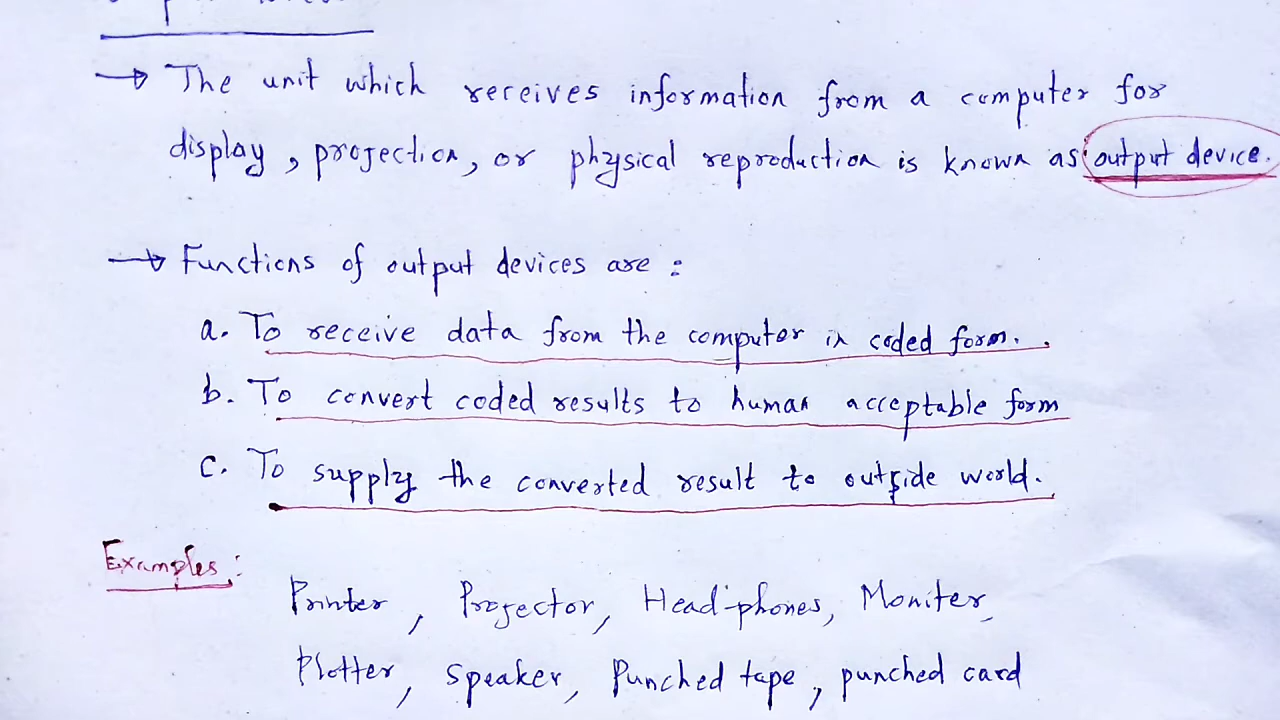 → The unit which receives information from a computer for
display, projection, or physical reproduction is known as output device.
→ Functions of output devices are :
a. To receive data from the computer in coded form.
b. To convert coded results to human acceptable form
c. To supply the converted result to outside world.
Examples :
Printer, Projector, Head-phones, Moniter,
Plotter, speaker, Punched tape, punched card